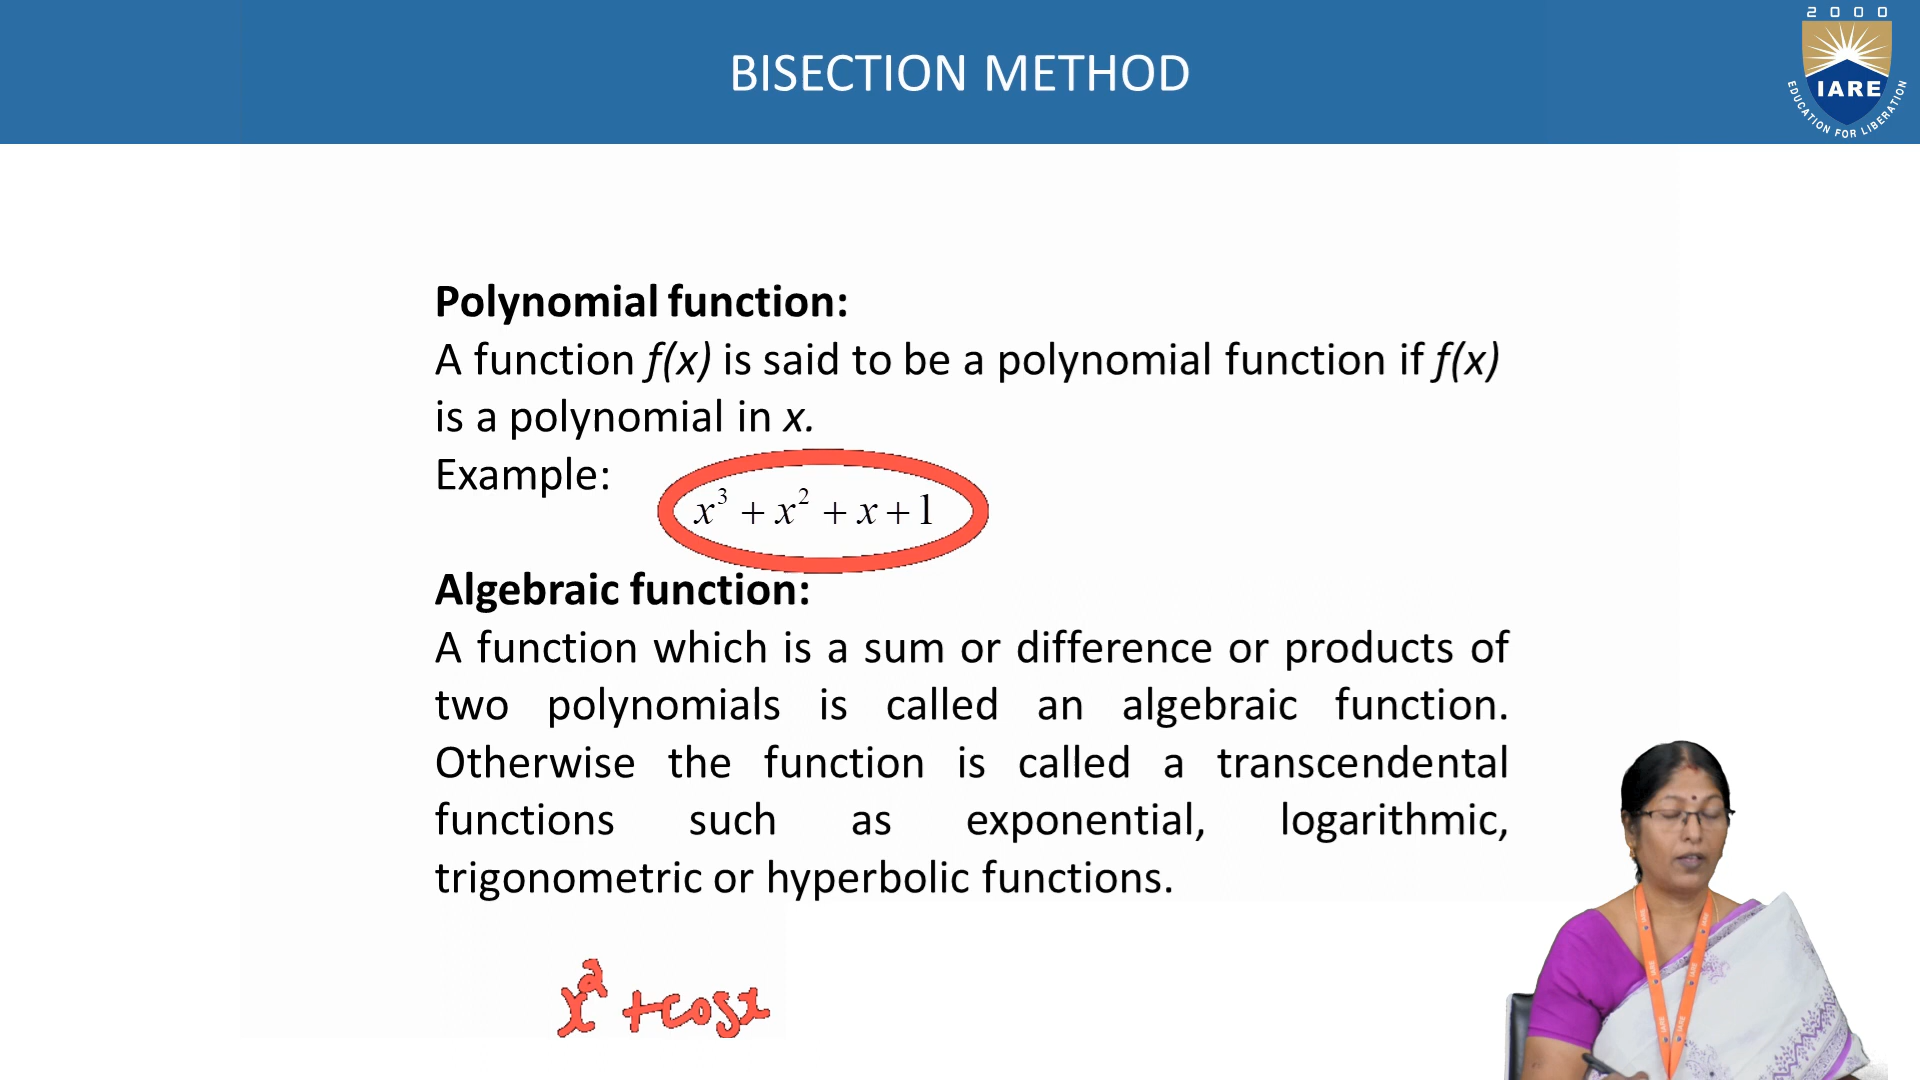 BISECTION METHOD
2 0 0 0
IARE
EDUCATION FOR LIBERATION
Polynomial function:
A function f(x) is said to be a polynomial function if f(x)
is a polynomial in x.
Example:
x³ + x² + x + 1
Algebraic function:
A function which is a sum or difference or products of
two polynomials is called an algebraic function.
Otherwise the function is called a transcendental
functions such as exponential, logarithmic,
trigonometric or hyperbolic functions.
x² + cosx